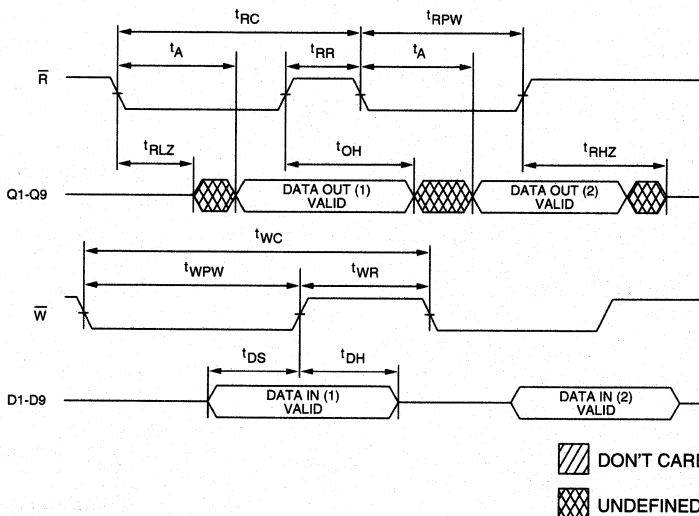 tRC
tRPW
tA
tRR
tA
R
tRLZ
tOH
tRHZ
Q1-Q9
DATA OUT (1)
VALID
DATA OUT (2)
VALID
tWC
tWPW
tWR
W
tDS
tDH
D1-D9
DATA IN (1)
VALID
DATA IN (2)
VALID
DON'T CARE
UNDEFINED